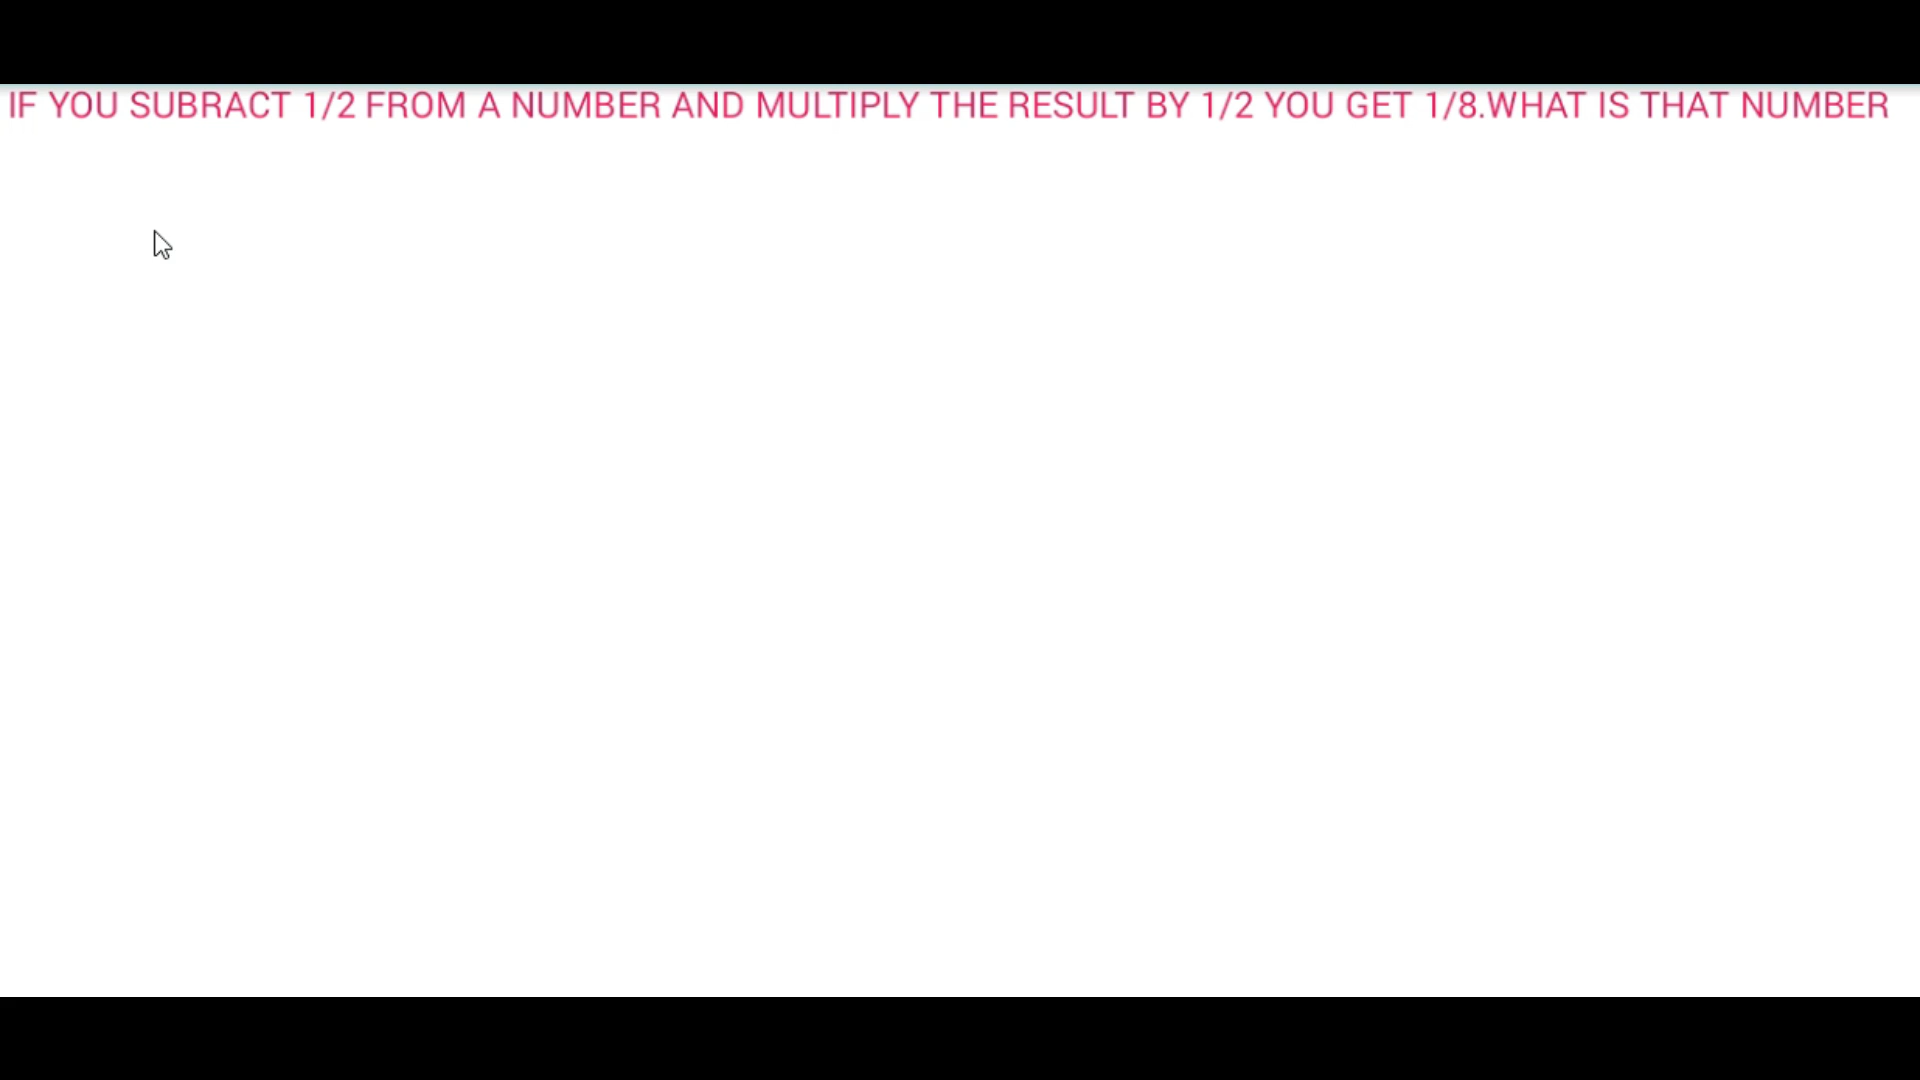 IF YOU SUBRACT 1/2 FROM A NUMBER AND MULTIPLY THE RESULT BY 1/2 YOU GET 1/8.WHAT IS THAT NUMBER